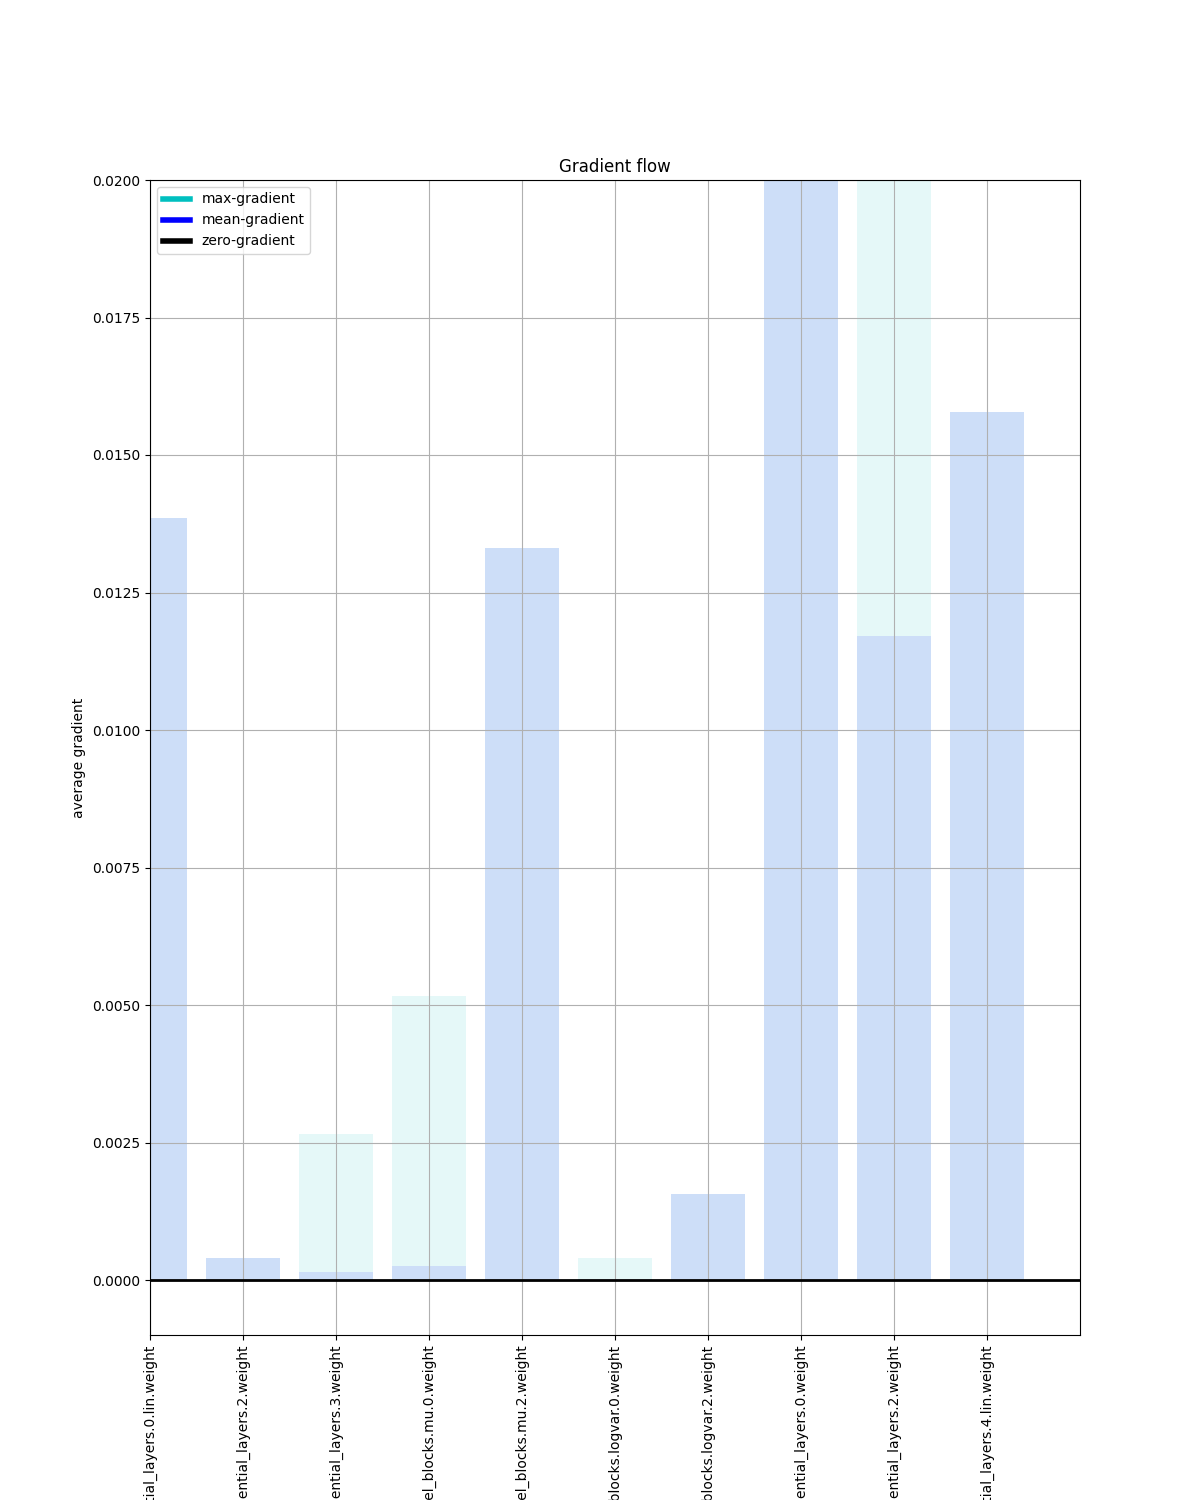 Gradient flow
max-gradient
mean-gradient
zero-gradient
0.0200
0.0175
0.0150
0.0125
0.0100
0.0075
0.0050
0.0025
0.0000
average gradient
tial_layers.0.lin.weight
ential_layers.2.weight
ential_layers.3.weight
el_blocks.mu.0.weight
el_blocks.mu.2.weight
blocks.logvar.0.weight
blocks.logvar.2.weight
ential_layers.0.weight
ential_layers.2.weight
tial_layers.4.lin.weight